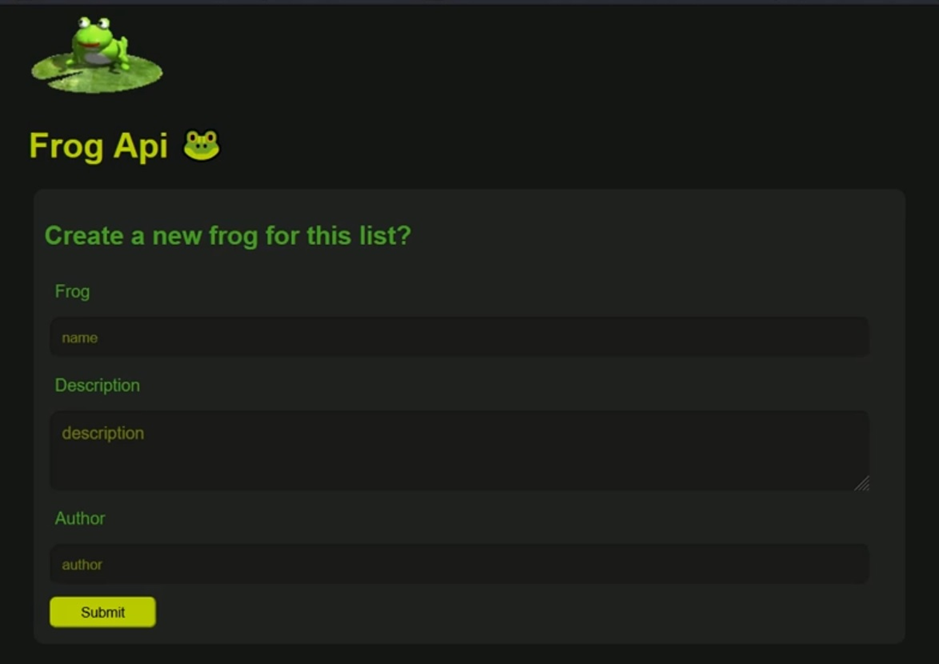 Frog Api 🐸
Create a new frog for this list?
Frog
name
Description
description
Author
author
Submit